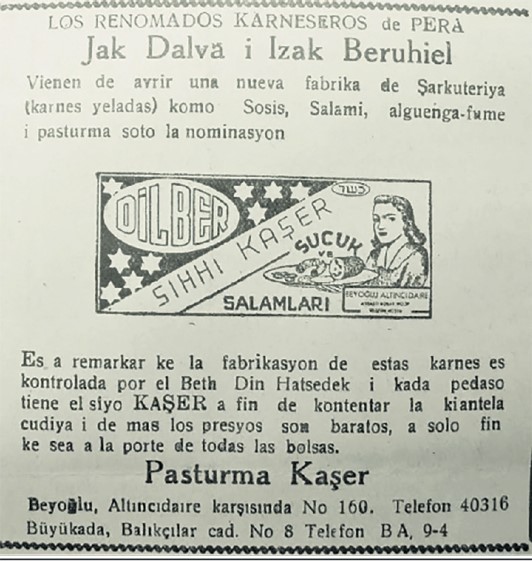 LOS RENOMADOS KARNESEROS de PERA
Jak Dalva i Izak Beruhiel
Vienen de avrir una nueva fabrika de Şarkuteriya
(karnes yeladas) komo Sosis, Salami, alguenga-fume
i pasturma soto la nominasyon
DİLBER
כשר
SIHHI KAŞER
SUCUK
VE
SALAMLARI
BEYOĞLU ALTINCIDAİRE
Es a remarkar ke la fabrikasyon de estas karnes es
kontrolada por el Beth Din Hatsedek i kada pedaso
tiene el siyo KAŞER a fin de kontentar la kiantela
cudiya i de mas los presyos son baratos, a solo fin
ke sea a la porte de todas las bolsas.
Pasturma Kaşer
Beyoğlu, Altıncıdaire karşısında No 160. Telefon 40316
Büyükada, Balıkçılar cad. No 8 Telefon BA, 9-4